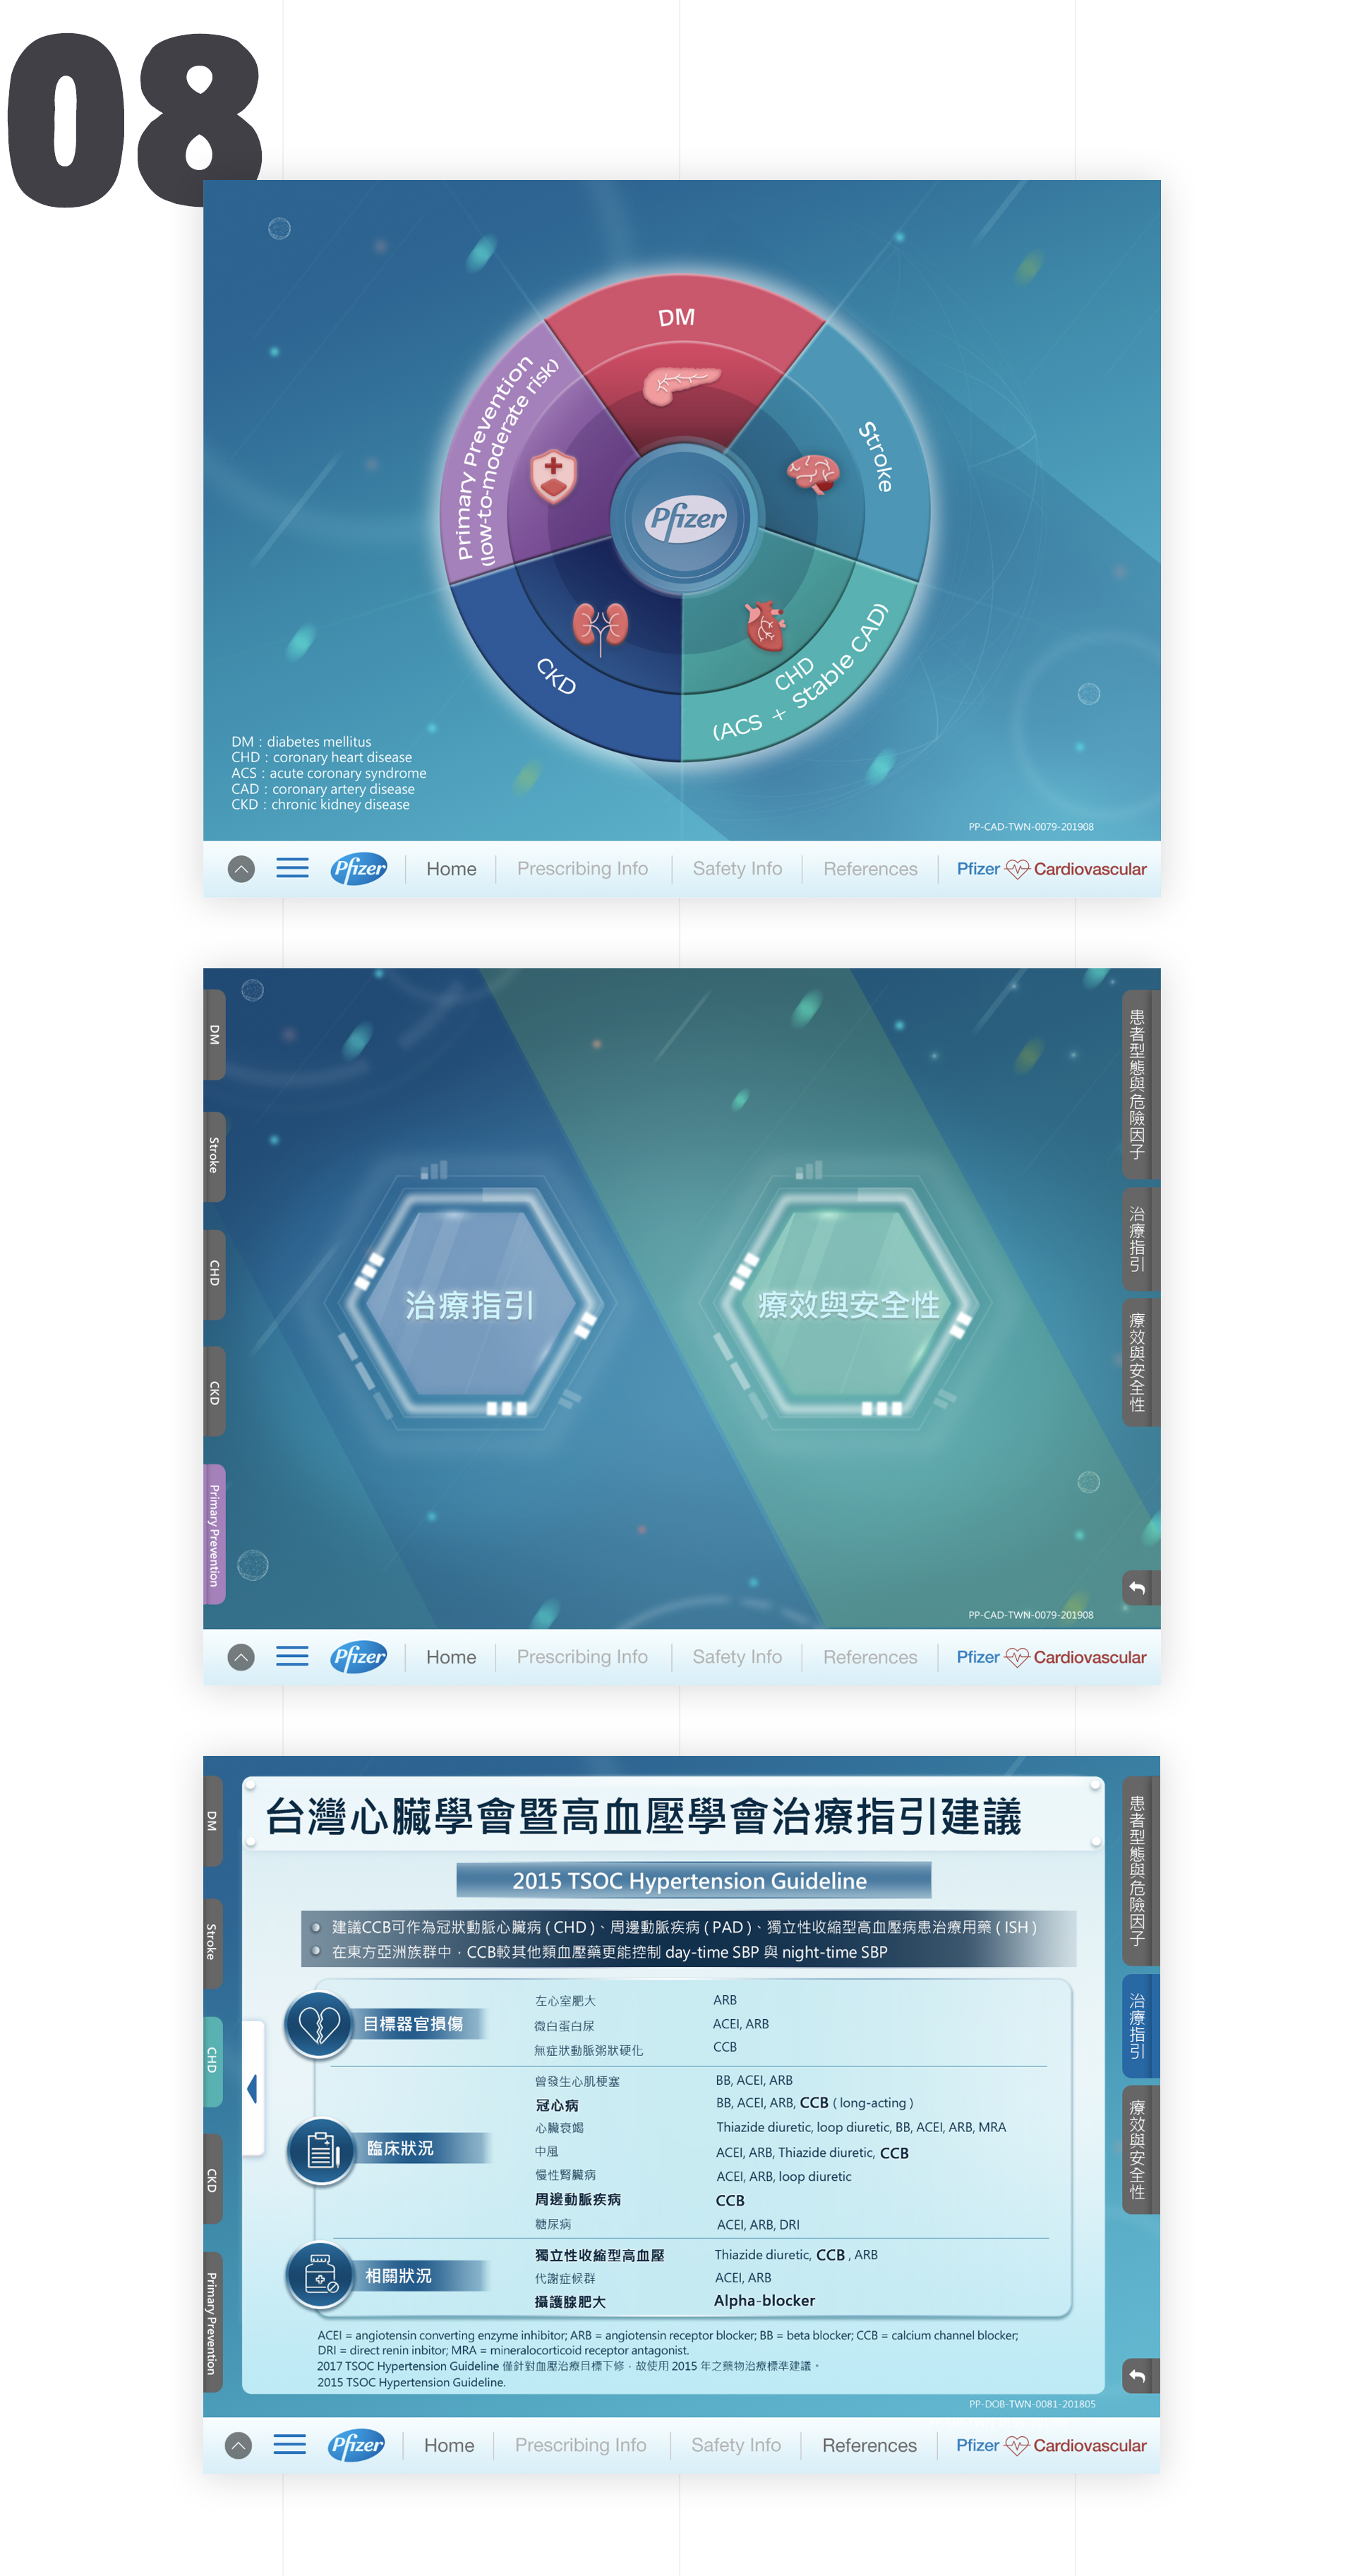 08
DM
Stroke
CHD
(ACS + Stable CAD)
CKD
Primary Prevention
(low-to-moderate risk)
Pfizer
DM : diabetes mellitus
CHD : coronary heart disease
ACS : acute coronary syndrome
CAD : coronary artery disease
CKD : chronic kidney disease
PP-CAD-TWN-0079-201908
Pfizer Home Prescribing Info Safety Info References Pfizer Cardiovascular
DM
Stroke
CHD
CKD
Primary Prevention
治療指引
療效與安全性
患者型態與危險因子
治療指引
療效與安全性
PP-CAD-TWN-0079-201908
Pfizer Home Prescribing Info Safety Info References Pfizer Cardiovascular
DM
Stroke
CHD
CKD
Primary Prevention
台灣心臟學會暨高血壓學會治療指引建議
2015 TSOC Hypertension Guideline
建議CCB可作為冠狀動脈心臟病 ( CHD )、周邊動脈疾病 ( PAD )、獨立性收縮型高血壓病患治療用藥 ( ISH )
在東方亞洲族群中，CCB較其他類血壓藥更能控制 day-time SBP 與 night-time SBP
目標器官損傷
左心室肥大 ARB
微白蛋白尿 ACEI, ARB
無症狀動脈粥狀硬化 CCB
臨床狀況
曾發生心肌梗塞 BB, ACEI, ARB
冠心病 BB, ACEI, ARB, CCB ( long-acting )
心臟衰竭 Thiazide diuretic, loop diuretic, BB, ACEI, ARB, MRA
中風 ACEI, ARB, Thiazide diuretic, CCB
慢性腎臟病 ACEI, ARB, loop diuretic
周邊動脈疾病 CCB
糖尿病 ACEI, ARB, DRI
相關狀況
獨立性收縮型高血壓 Thiazide diuretic, CCB , ARB
代謝症候群 ACEI, ARB
攝護腺肥大 Alpha-blocker
ACEI = angiotensin converting enzyme inhibitor; ARB = angiotensin receptor blocker; BB = beta blocker; CCB = calcium channel blocker;
DRI = direct renin inbitor; MRA = mineralocorticoid receptor antagonist.
2017 TSOC Hypertension Guideline 僅針對血壓治療目標下修，故使用 2015 年之藥物治療標準建議。
2015 TSOC Hypertension Guideline.
患者型態與危險因子
治療指引
療效與安全性
PP-DOB-TWN-0081-201805
Pfizer Home Prescribing Info Safety Info References Pfizer Cardiovascular